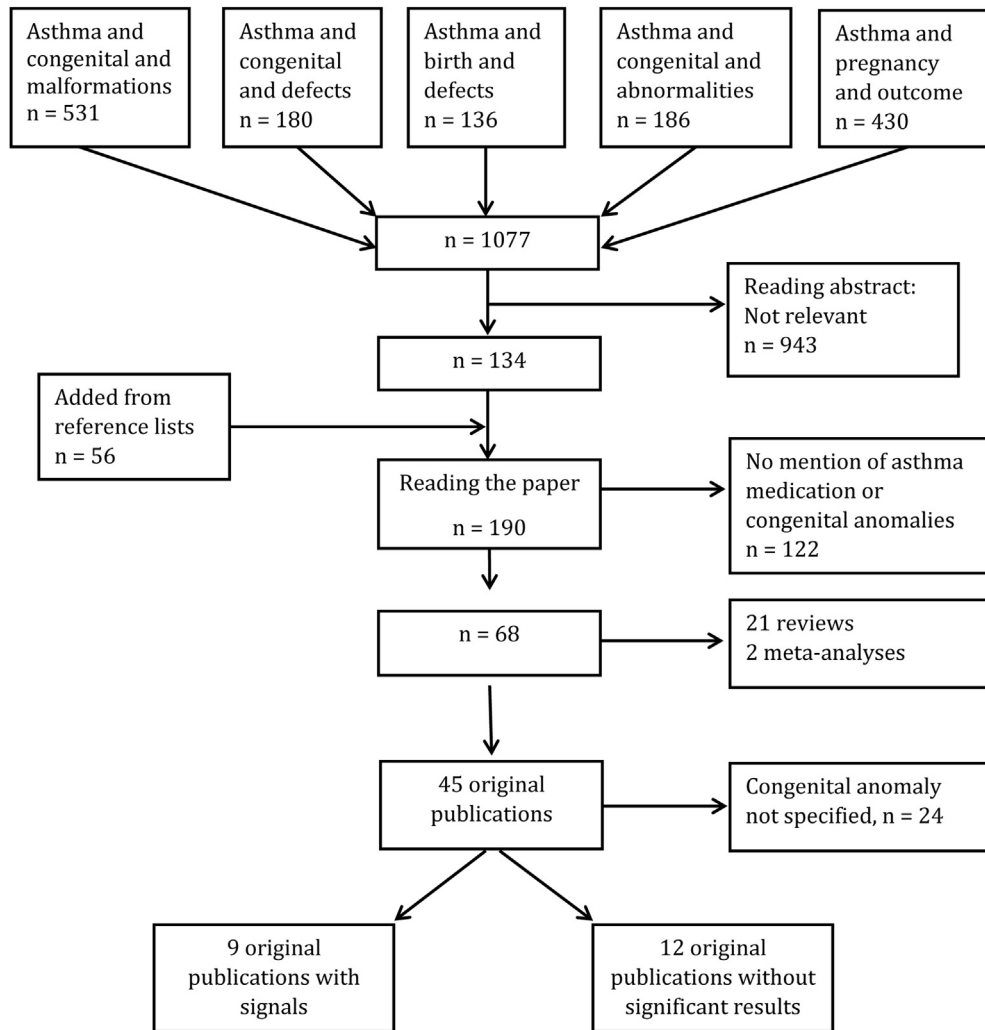 Asthma and
congenital and
malformations
n = 531
Asthma and
congenital
and defects
n = 180
Asthma and
birth and
defects
n = 136
Asthma and
congenital and
abnormalities
n = 186
Asthma and
pregnancy
and outcome
n = 430
n = 1077
Reading abstract:
Not relevant
n = 943
n = 134
Added from
reference lists
n = 56
Reading the paper
n = 190
No mention of asthma
medication or
congenital anomalies
n = 122
n = 68
21 reviews
2 meta-analyses
45 original
publications
Congenital anomaly
not specified, n = 24
9 original
publications with
signals
12 original
publications without
significant results